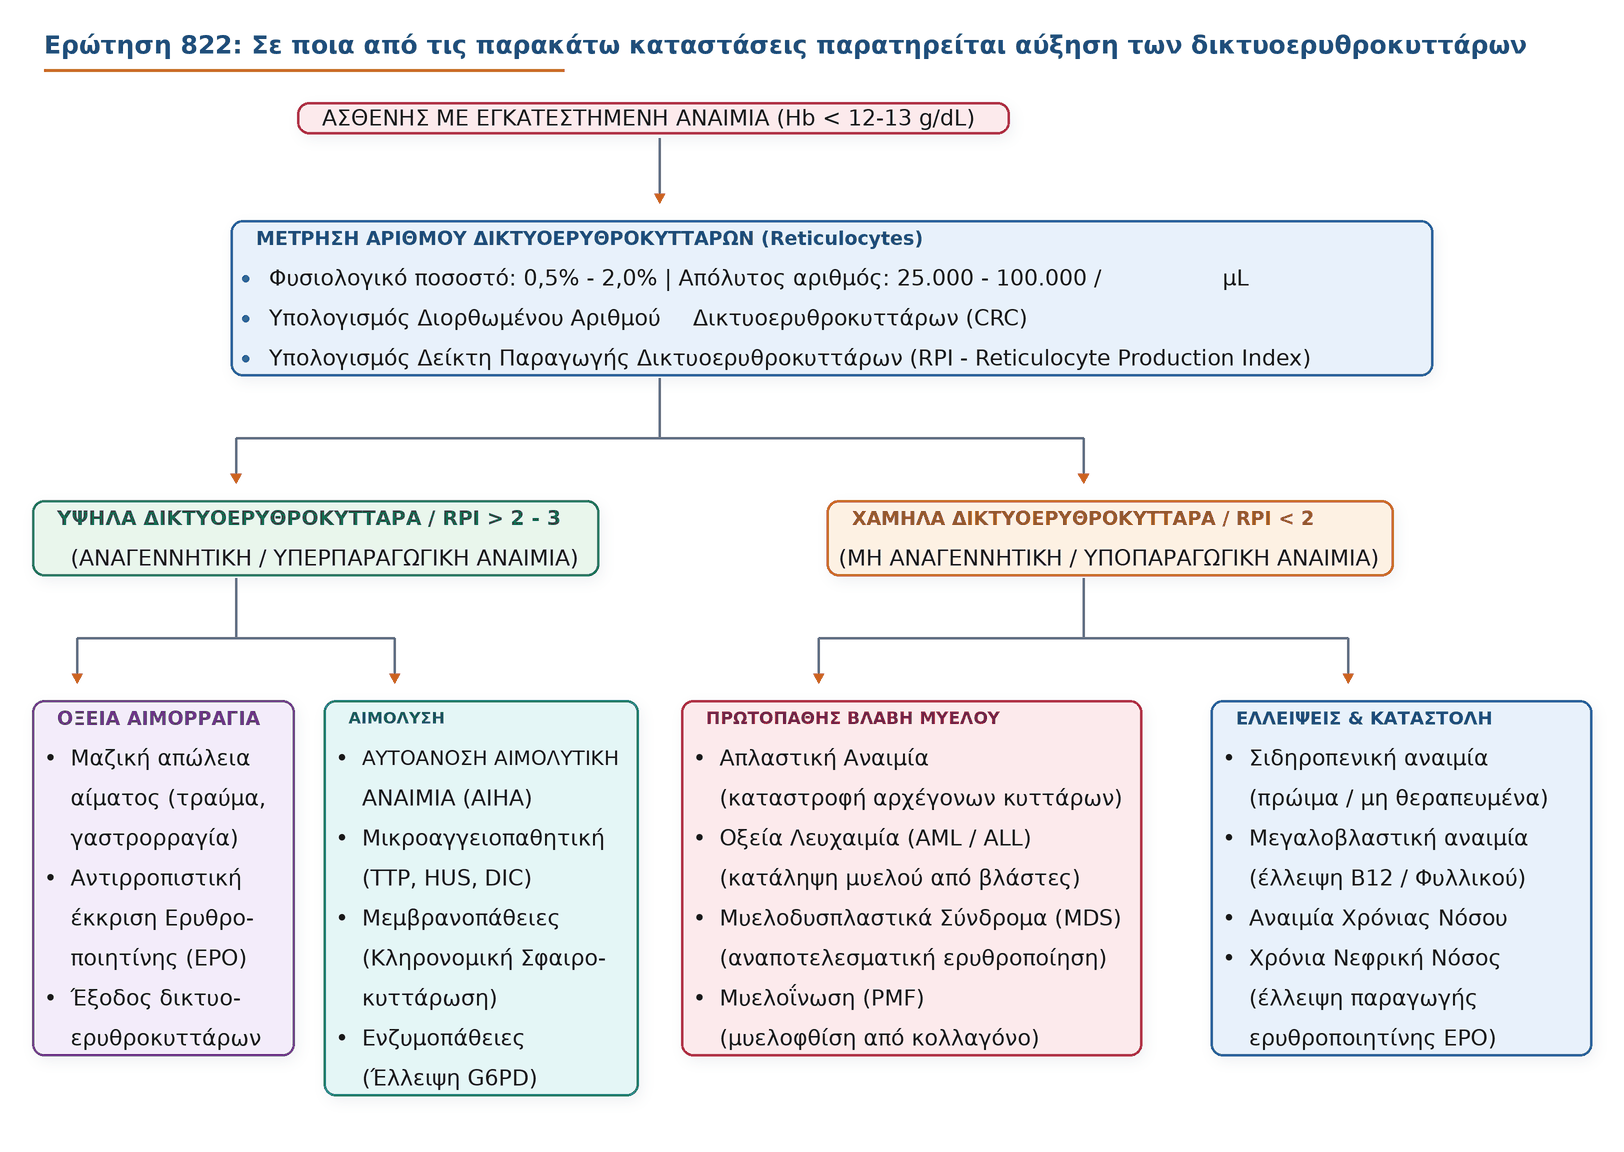 Ερώτηση 822: Σε ποια από τις παρακάτω καταστάσεις παρατηρείται αύξηση των δικτυοερυθροκυττάρων
ΑΣΘΕΝΗΣ ΜΕ ΕΓΚΑΤΕΣΤΗΜΕΝΗ ΑΝΑΙΜΙΑ (Hb < 12-13 g/dL)
ΜΕΤΡΗΣΗ ΑΡΙΘΜΟΥ ΔΙΚΤΥΟΕΡΥΘΡΟΚΥΤΤΑΡΩΝ (Reticulocytes)
• Φυσιολογικό ποσοστό: 0,5% - 2,0% | Απόλυτος αριθμός: 25.000 - 100.000 / μL
• Υπολογισμός Διορθωμένου Αριθμού Δικτυοερυθροκυττάρων (CRC)
• Υπολογισμός Δείκτη Παραγωγής Δικτυοερυθροκυττάρων (RPI - Reticulocyte Production Index)
ΥΨΗΛΑ ΔΙΚΤΥΟΕΡΥΘΡΟΚΥΤΤΑΡΑ / RPI > 2 - 3
(ΑΝΑΓΕΝΝΗΤΙΚΗ / ΥΠΕΡΠΑΡΑΓΩΓΙΚΗ ΑΝΑΙΜΙΑ)
ΧΑΜΗΛΑ ΔΙΚΤΥΟΕΡΥΘΡΟΚΥΤΤΑΡΑ / RPI < 2
(ΜΗ ΑΝΑΓΕΝΝΗΤΙΚΗ / ΥΠΟΠΑΡΑΓΩΓΙΚΗ ΑΝΑΙΜΙΑ)
ΟΞΕΙΑ ΑΙΜΟΡΡΑΓΙΑ
• Μαζική απώλεια
αίματος (τραύμα,
γαστρορραγία)
• Αντιρροπιστική
έκκριση Ερυθρο-
ποιητίνης (EPO)
• Έξοδος δικτυο-
ερυθροκυττάρων
ΑΙΜΟΛΥΣΗ
• ΑΥΤΟΑΝΟΣΗ ΑΙΜΟΛΥΤΙΚΗ
ΑΝΑΙΜΙΑ (AIHA)
• Μικροαγγειοπαθητική
(TTP, HUS, DIC)
• Μεμβρανοπάθειες
(Κληρονομική Σφαιρο-
κυττάρωση)
• Ενζυμοπάθειες
(Έλλειψη G6PD)
ΠΡΩΤΟΠΑΘΗΣ ΒΛΑΒΗ ΜΥΕΛΟΥ
• Απλαστική Αναιμία
(καταστροφή αρχέγονων κυττάρων)
• Οξεία Λευχαιμία (AML / ALL)
(κατάληψη μυελού από βλάστες)
• Μυελοδυσπλαστικά Σύνδρομα (MDS)
(αναποτελεσματική ερυθροποίηση)
• Μυελοΐνωση (PMF)
(μυελοφθίση από κολλαγόνο)
ΕΛΛΕΙΨΕΙΣ & ΚΑΤΑΣΤΟΛΗ
• Σιδηροπενική αναιμία
(πρώιμα / μη θεραπευμένα)
• Μεγαλοβλαστική αναιμία
(έλλειψη B12 / Φυλλικού)
• Αναιμία Χρόνιας Νόσου
• Χρόνια Νεφρική Νόσος
(έλλειψη παραγωγής
ερυθροποιητίνης EPO)